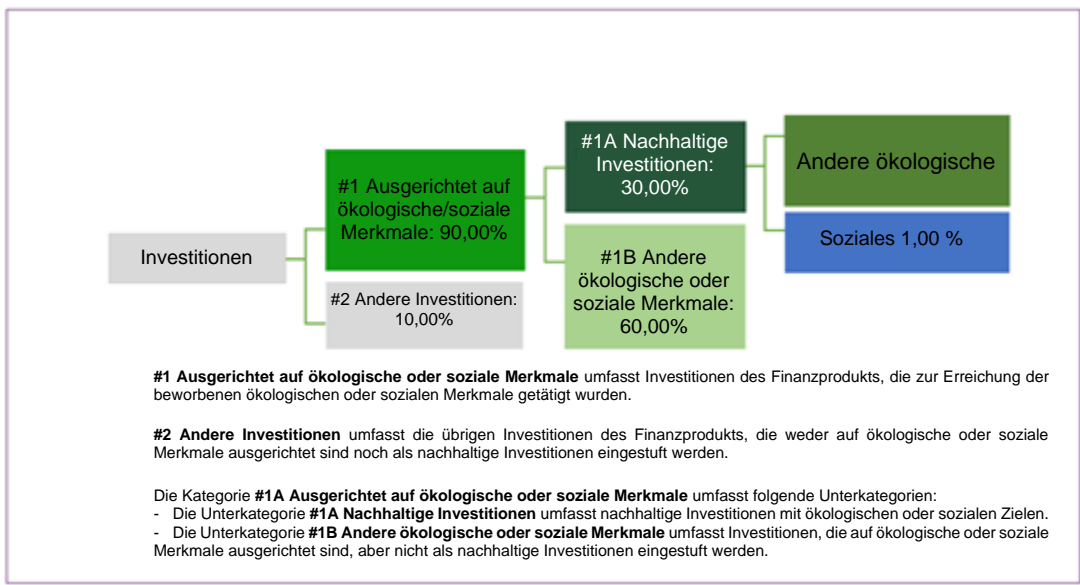 Investitionen
#1 Ausgerichtet auf
ökologische/soziale
Merkmale: 90,00%
#2 Andere Investitionen:
10,00%
#1A Nachhaltige
Investitionen:
30,00%
#1B Andere
ökologische oder
soziale Merkmale:
60,00%
Andere ökologische
Soziales 1,00 %
#1 Ausgerichtet auf ökologische oder soziale Merkmale umfasst Investitionen des Finanzprodukts, die zur Erreichung der
beworbenen ökologischen oder sozialen Merkmale getätigt wurden.
#2 Andere Investitionen umfasst die übrigen Investitionen des Finanzprodukts, die weder auf ökologische oder soziale
Merkmale ausgerichtet sind noch als nachhaltige Investitionen eingestuft werden.
Die Kategorie #1A Ausgerichtet auf ökologische oder soziale Merkmale umfasst folgende Unterkategorien:
- Die Unterkategorie #1A Nachhaltige Investitionen umfasst nachhaltige Investitionen mit ökologischen oder sozialen Zielen.
- Die Unterkategorie #1B Andere ökologische oder soziale Merkmale umfasst Investitionen, die auf ökologische oder soziale
Merkmale ausgerichtet sind, aber nicht als nachhaltige Investitionen eingestuft werden.